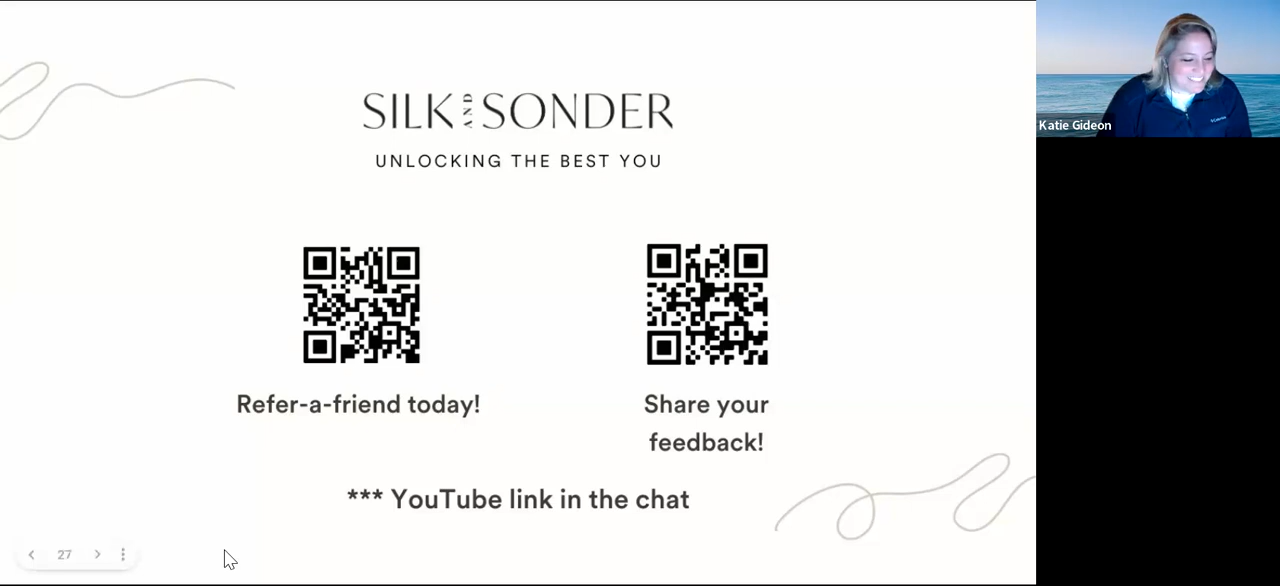 SILK AND SONDER
UNLOCKING THE BEST YOU
Katie Gideon
Refer-a-friend today!
Share your
feedback!
*** YouTube link in the chat
27